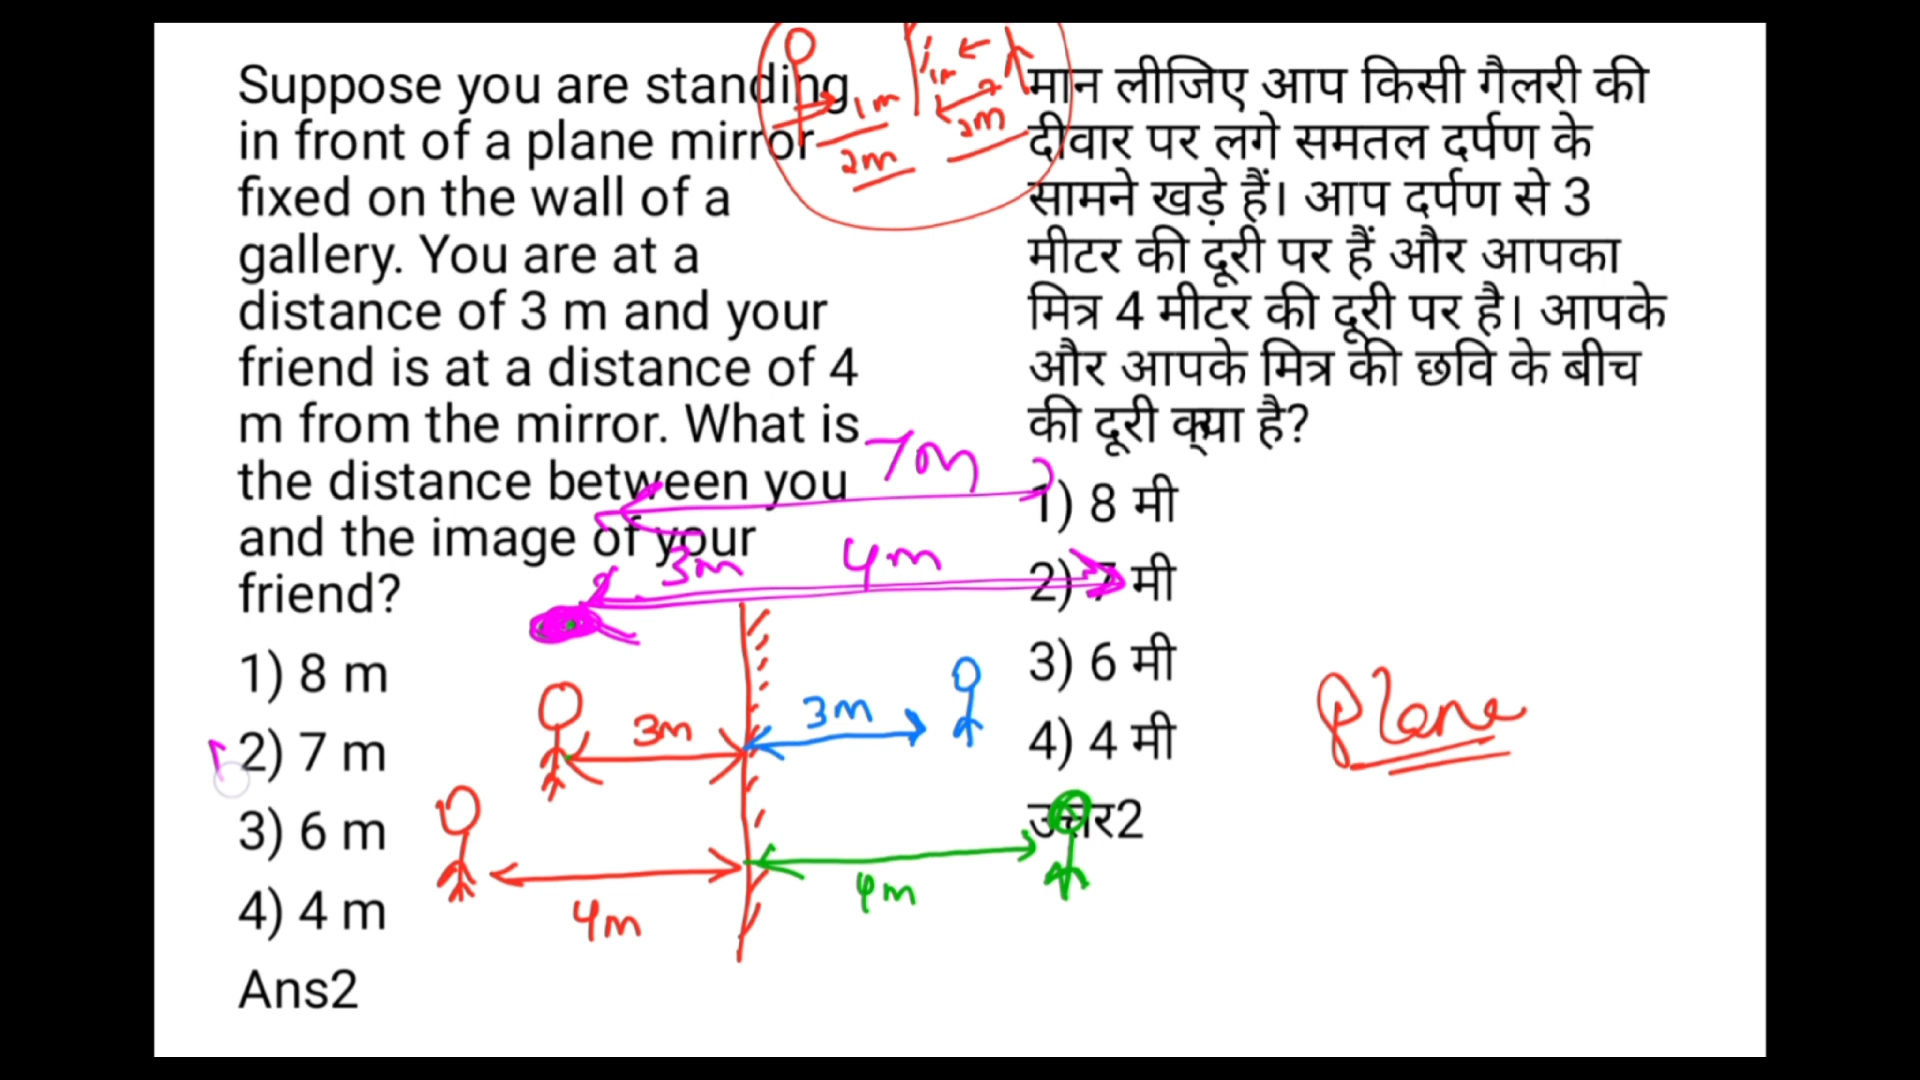 Suppose you are standing
in front of a plane mirror
fixed on the wall of a
gallery. You are at a
distance of 3 m and your
friend is at a distance of 4
m from the mirror. What is
the distance between you
and the image of your
friend?
1) 8 m
2) 7 m
3) 6 m
4) 4 m
Ans2
1m
2m
1m
2m
मान लीजिए आप किसी गैलरी की
दीवार पर लगे समतल दर्पण के
सामने खड़े हैं। आप दर्पण से 3
मीटर की दूरी पर हैं और आपका
मित्र 4 मीटर की दूरी पर है। आपके
और आपके मित्र की छवि के बीच
की दूरी क्या है?
1) 8 मी
2) 7 मी
3) 6 मी
4) 4 मी
उत्तर2
7m
3m
4m
3m
3m
4m
4m
Plane